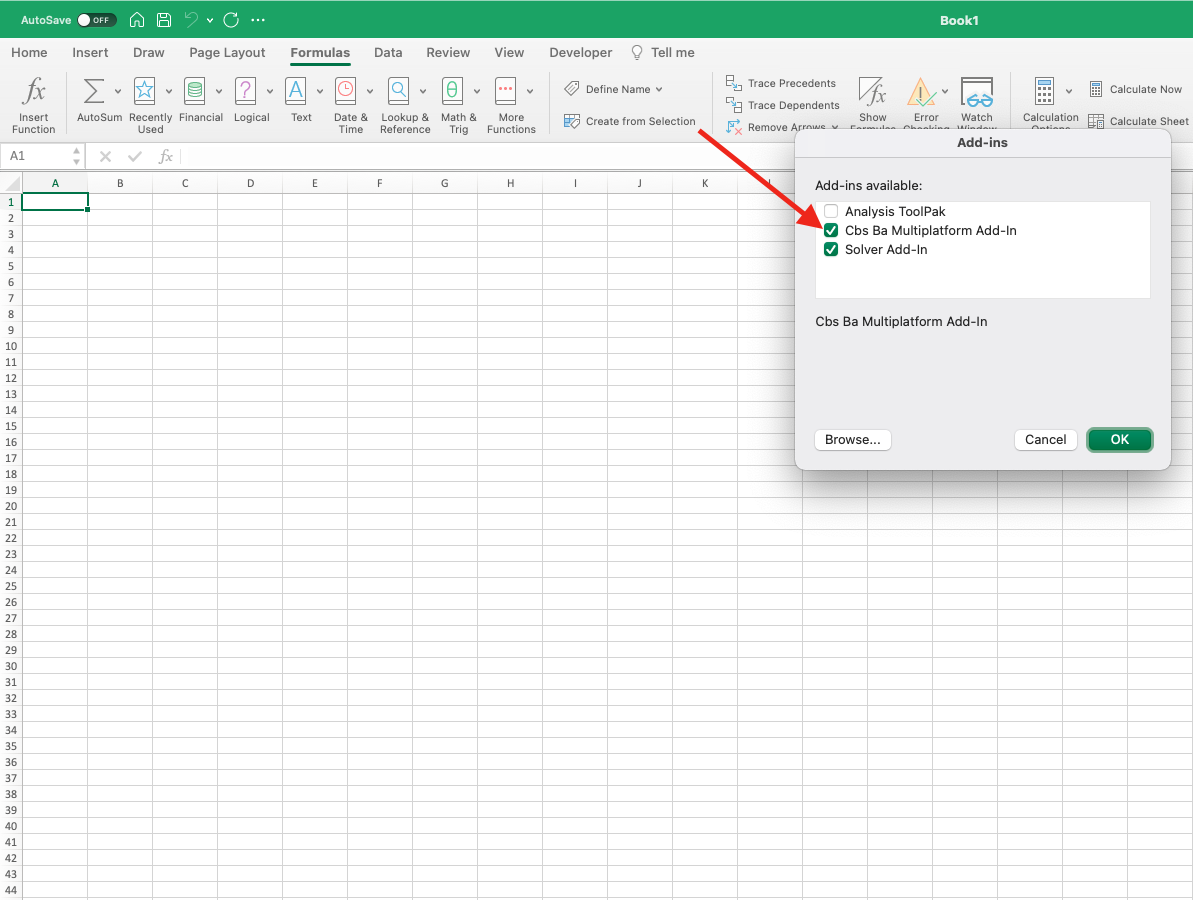 AutoSave OFF
Book1
Home Insert Draw Page Layout Formulas Data Review View Developer Tell me
fx
Insert
Function
AutoSum
Recently
Used
Financial
Logical
Text
Date &
Time
Lookup &
Reference
Math &
Trig
More
Functions
Define Name
Create from Selection
Trace Precedents
Trace Dependents
Remove Arrows
Show
Formulas
Error
Checking
Watch
Window
Calculation
Options
Calculate Now
Calculate Sheet
A1
fx
A B C D E F G H I J K
1
2
3
4
5
6
7
8
9
10
11
12
13
14
15
16
17
18
19
20
21
22
23
24
25
26
27
28
29
30
31
32
33
34
35
36
37
38
39
40
41
42
43
44
Add-ins
Add-ins available:
Analysis ToolPak
Cbs Ba Multiplatform Add-In
Solver Add-In
Cbs Ba Multiplatform Add-In
Browse...
Cancel
OK